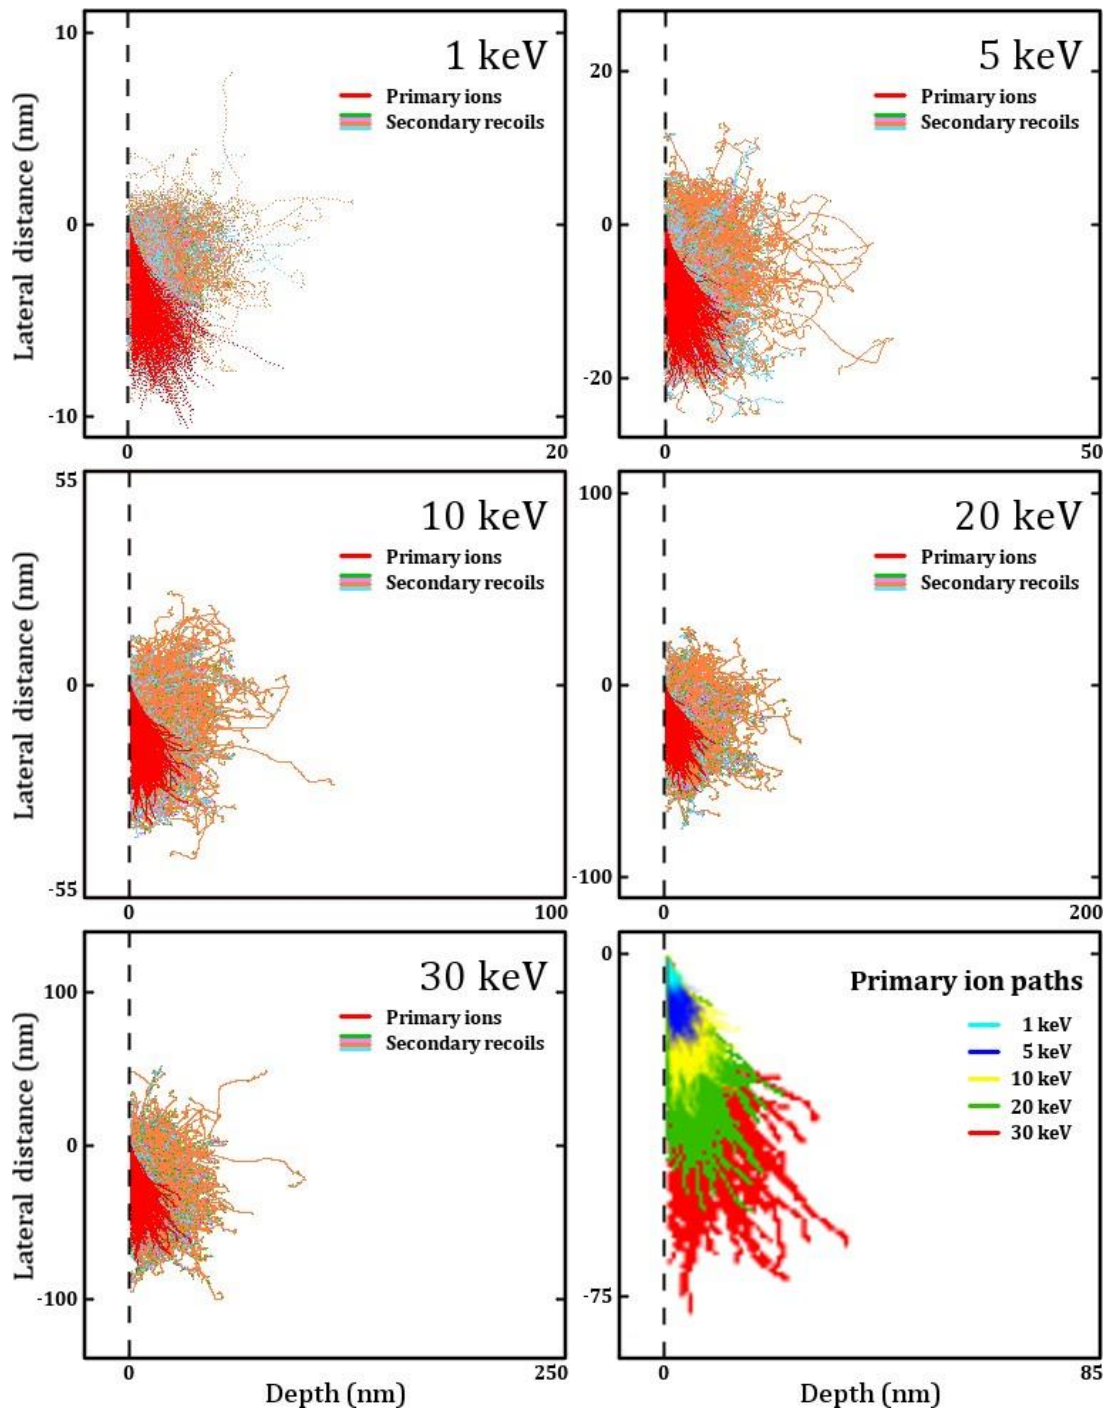 10
1 keV
Primary ions
Secondary recoils
Lateral distance (nm)
0
-10
0
20
20
5 keV
Primary ions
Secondary recoils
0
-20
0
50
55
10 keV
Primary ions
Secondary recoils
Lateral distance (nm)
0
-55
0
100
100
20 keV
Primary ions
Secondary recoils
0
-100
0
200
30 keV
100
Primary ions
Secondary recoils
Lateral distance (nm)
0
-100
0
250
Depth (nm)
0
Primary ion paths
1 keV
5 keV
10 keV
20 keV
30 keV
-75
0
85
Depth (nm)